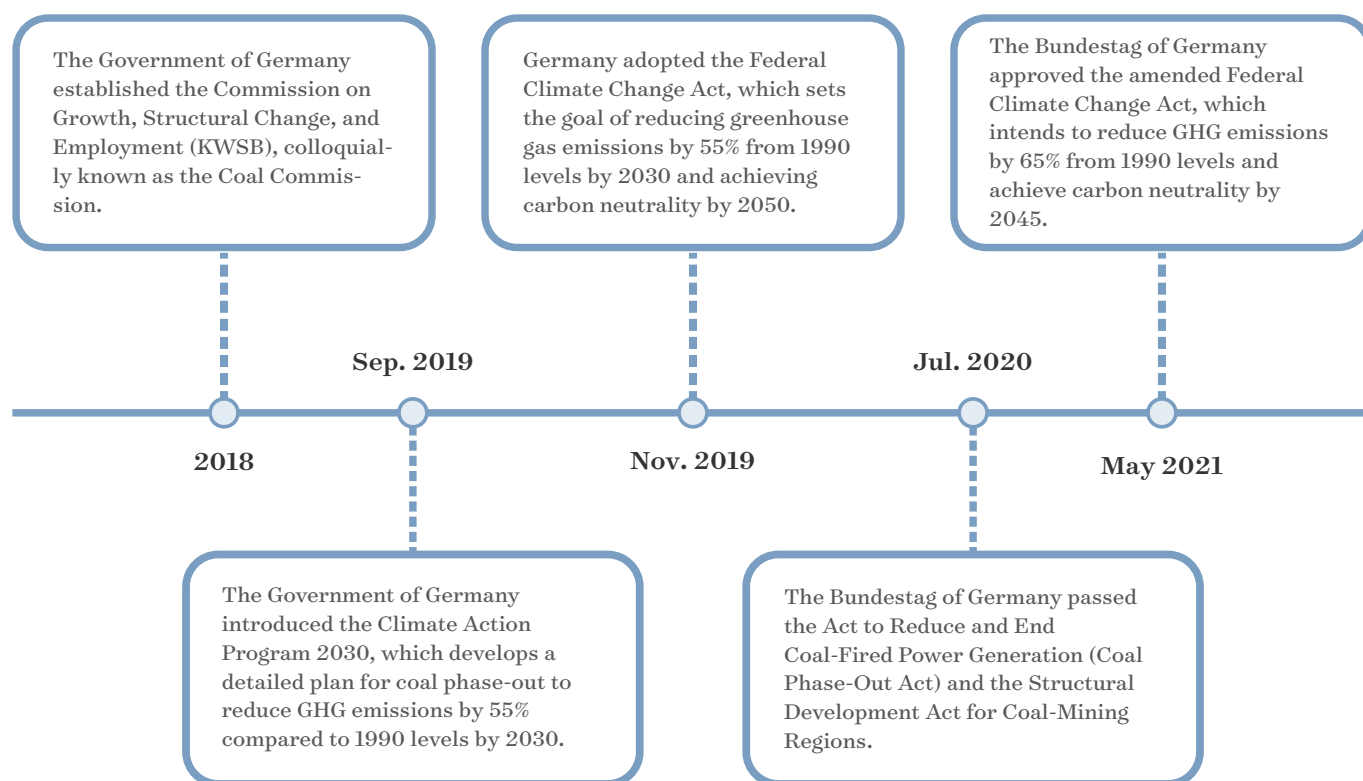 The Government of Germany
established the Commission on
Growth, Structural Change, and
Employment (KWSB), colloquial-
ly known as the Coal Commis-
sion.
Germany adopted the Federal
Climate Change Act, which sets
the goal of reducing greenhouse
gas emissions by 55% from 1990
levels by 2030 and achieving
carbon neutrality by 2050.
The Bundestag of Germany
approved the amended Federal
Climate Change Act, which
intends to reduce GHG emissions
by 65% from 1990 levels and
achieve carbon neutrality by
2045.
Sep. 2019
Jul. 2020
2018
Nov. 2019
May 2021
The Government of Germany
introduced the Climate Action
Program 2030, which develops a
detailed plan for coal phase-out to
reduce GHG emissions by 55%
compared to 1990 levels by 2030.
The Bundestag of Germany passed
the Act to Reduce and End
Coal-Fired Power Generation (Coal
Phase-Out Act) and the Structural
Development Act for Coal-Mining
Regions.